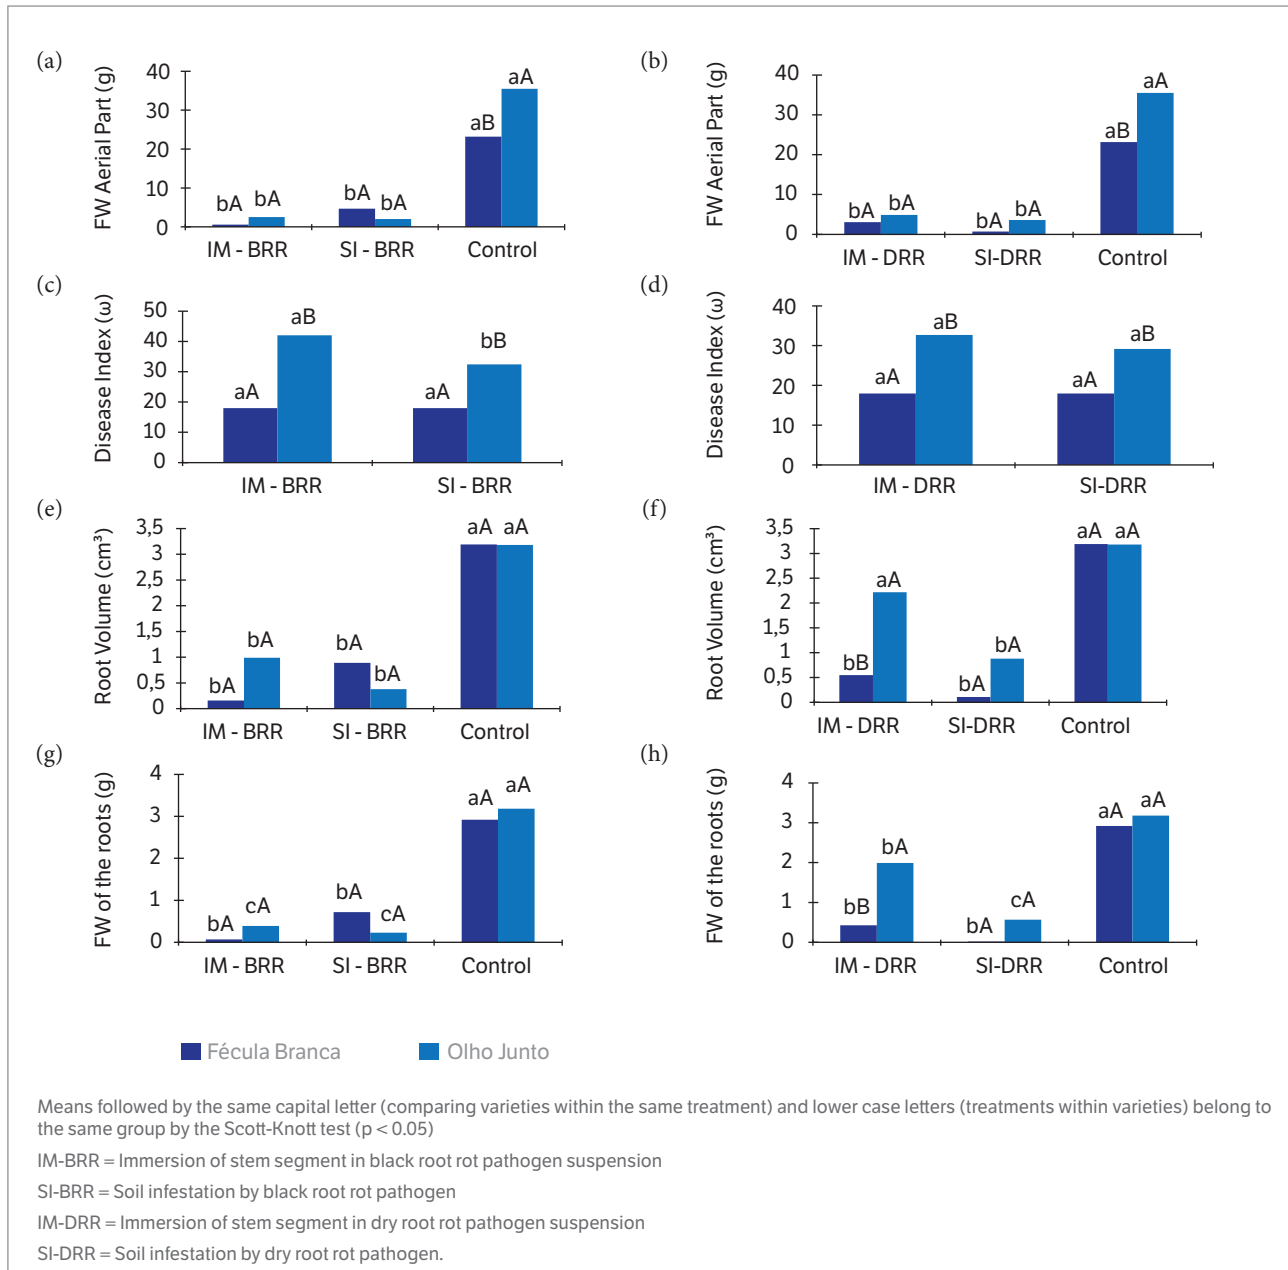 (a)
FW Aerial Part (g)
40
30
20
10
0
bA bA
bA
bA
aB
aA
IM - BRR SI - BRR Control
(b)
FW Aerial Part (g)
40
30
20
10
0
bA bA
bA bA
aB
aA
IM - DRR SI-DRR Control
(c)
Disease Index (ω)
50
40
30
20
10
0
aA
aB
aA
bB
IM - BRR SI - BRR
(d)
Disease Index (ω)
40
30
20
10
0
aA
aB
aA
aB
IM - DRR SI-DRR
(e)
Root Volume (cm³)
3,5
3
2,5
2
1,5
1
0,5
0
bA
bA
bA
bA
aA aA
IM - BRR SI - BRR Control
(f)
Root Volume (cm³)
3,5
3
2,5
2
1,5
1
0,5
0
bB
aA
bA
bA
aA aA
IM - DRR SI-DRR Control
(g)
FW of the roots (g)
4
3
2
1
0
bA
cA
bA
cA
aA
aA
IM - BRR SI - BRR Control
(h)
FW of the roots (g)
4
3
2
1
0
bB
bA
bA
cA
aA
aA
IM - DRR SI-DRR Control
Fécula Branca Olho Junto
Means followed by the same capital letter (comparing varieties within the same treatment) and lower case letters (treatments within varieties) belong to
the same group by the Scott-Knott test (p < 0.05)
IM-BRR = Immersion of stem segment in black root rot pathogen suspension
SI-BRR = Soil infestation by black root rot pathogen
IM-DRR = Immersion of stem segment in dry root rot pathogen suspension
SI-DRR = Soil infestation by dry root rot pathogen.